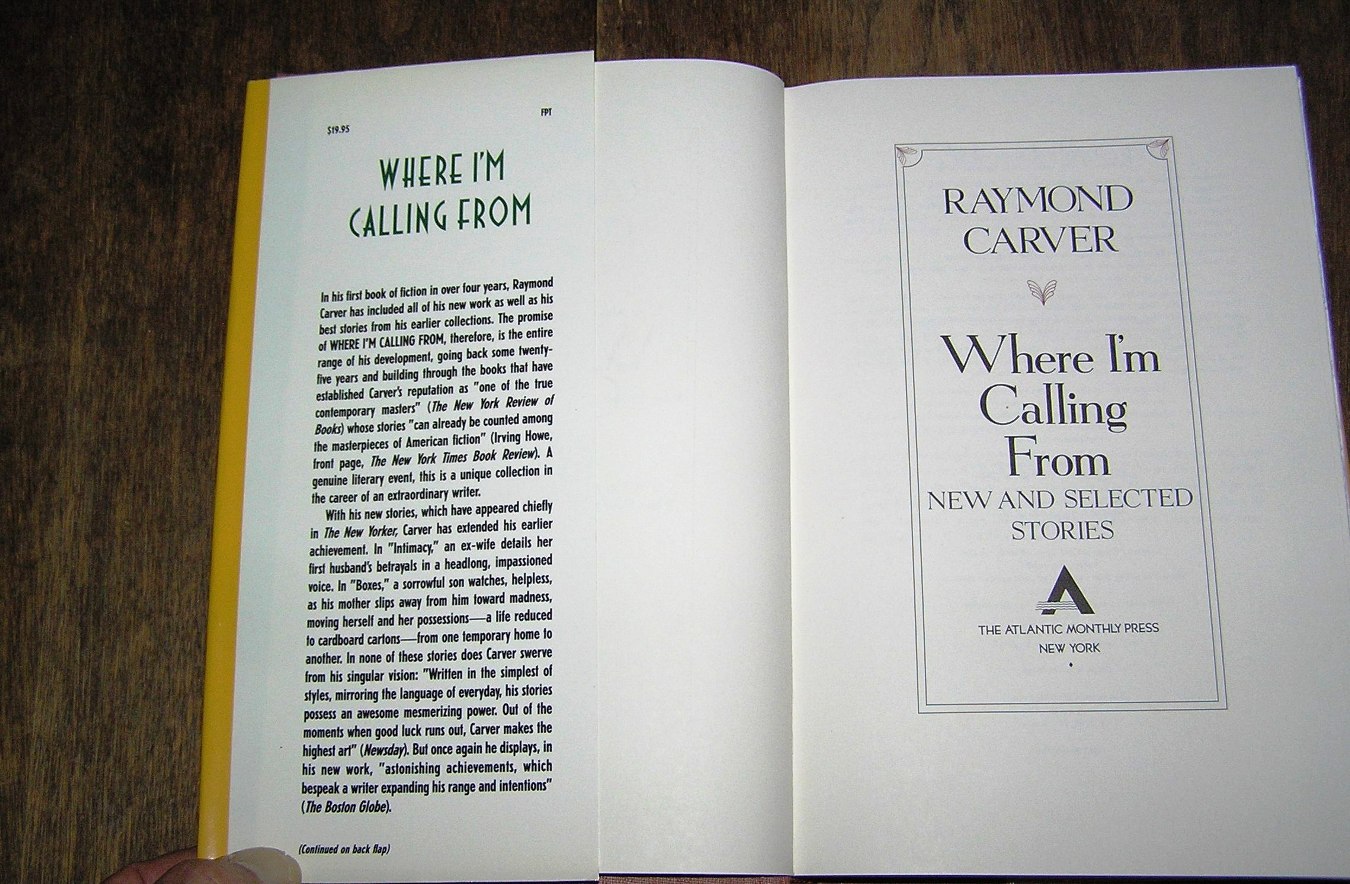 $19.95
FPT
WHERE I'M
CALLING FROM
In his first book of fiction in over four years, Raymond
Carver has included all of his new work as well as his
best stories from his earlier collections. The promise
of WHERE I'M CALLING FROM, therefore, is the entire
range of his development, going back some twenty-
five years and building through the books that have
established Carver's reputation as "one of the true
contemporary masters" (The New York Review of
Books) whose stories "can already be counted among
the masterpieces of American fiction" (Irving Howe,
front page, The New York Times Book Review). A
genuine literary event, this is a unique collection in
the career of an extraordinary writer.
With his new stories, which have appeared chiefly
in The New Yorker, Carver has extended his earlier
achievement. In "Intimacy," an ex-wife details her
first husband's betrayals in a headlong, impassioned
voice. In "Boxes," a sorrowful son watches, helpless,
as his mother slips away from him toward madness,
moving herself and her possessions—a life reduced
to cardboard cartons—from one temporary home to
another. In none of these stories does Carver swerve
from his singular vision: "Written in the simplest of
styles, mirroring the language of everyday, his stories
possess an awesome mesmerizing power. Out of the
moments when good luck runs out, Carver makes the
highest art" (Newsday). But once again he displays, in
his new work, "astonishing achievements, which
bespeak a writer expanding his range and intentions"
(The Boston Globe).
(Continued on back flap)
RAYMOND
CARVER
Where I'm
Calling
From
NEW AND SELECTED
STORIES
THE ATLANTIC MONTHLY PRESS
NEW YORK